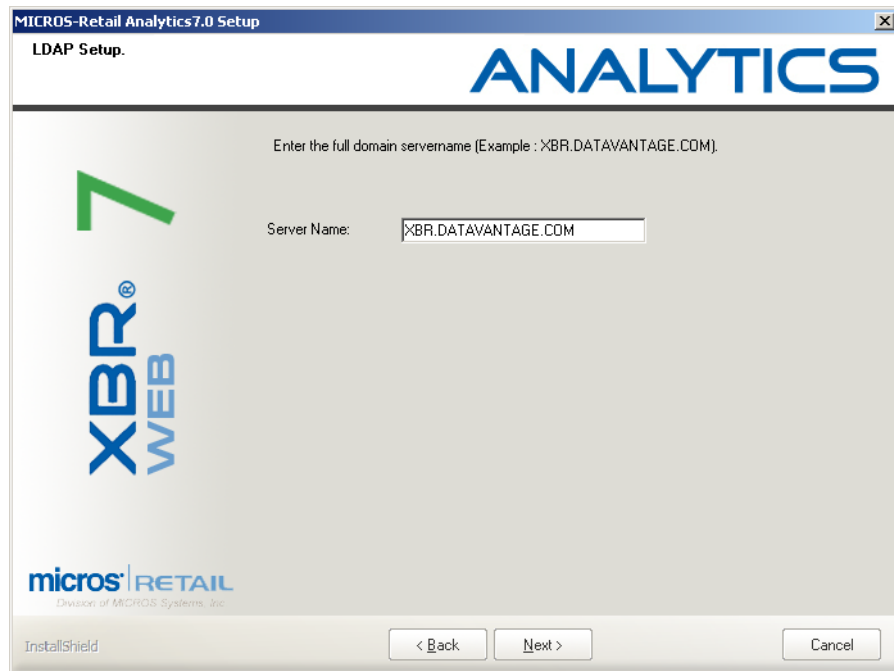 MICROS-Retail Analytics7.0 Setup
LDAP Setup.
ANALYTICS
Enter the full domain servername (Example : XBR.DATAVANTAGE.COM).
Server Name:
XBR.DATAVANTAGE.COM
7
XBR®
WEB
micros RETAIL
Division of MICROS Systems, Inc.
InstallShield
< Back
Next >
Cancel